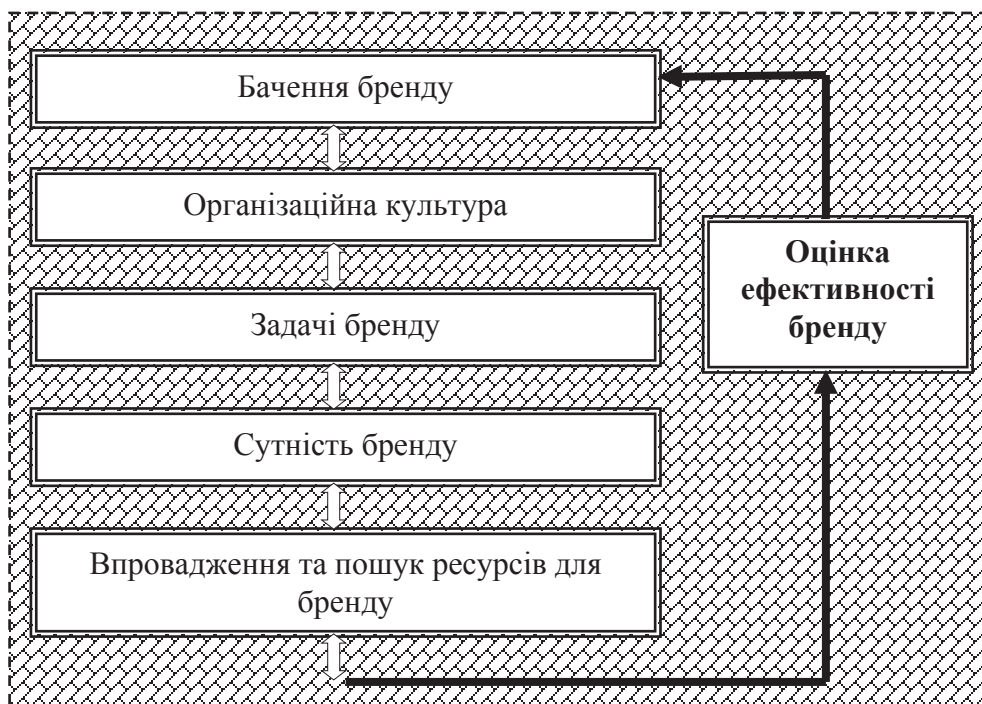 Бачення бренду
Організаційна культура
Задачі бренду
Сутність бренду
Впровадження та пошук ресурсів для
бренду
Оцінка
ефективності
бренду